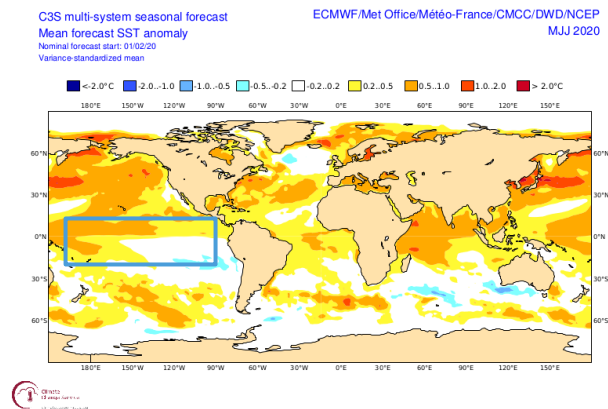 C3S multi-system seasonal forecast
Mean forecast SST anomaly
Nominal forecast start: 01/02/20
Variance-standardized mean
ECMWF/Met Office/Météo-France/CMCC/DWD/NCEP
MJJ 2020
<-2.0°C -2.0..-1.0 -1.0..-0.5 -0.5..-0.2 -0.2..0.2 0.2..0.5 0.5..1.0 1.0..2.0 > 2.0°C
180°E 150°W 120°W 90°W 60°W 30°W 0°E 30°E 60°E 90°E 120°E 150°E
60°N 60°N
30°N 30°N
0°N 0°N
30°S 30°S
60°S 60°S
180°E 150°W 120°W 90°W 60°W 30°W 0°E 30°E 60°E 90°E 120°E 150°E